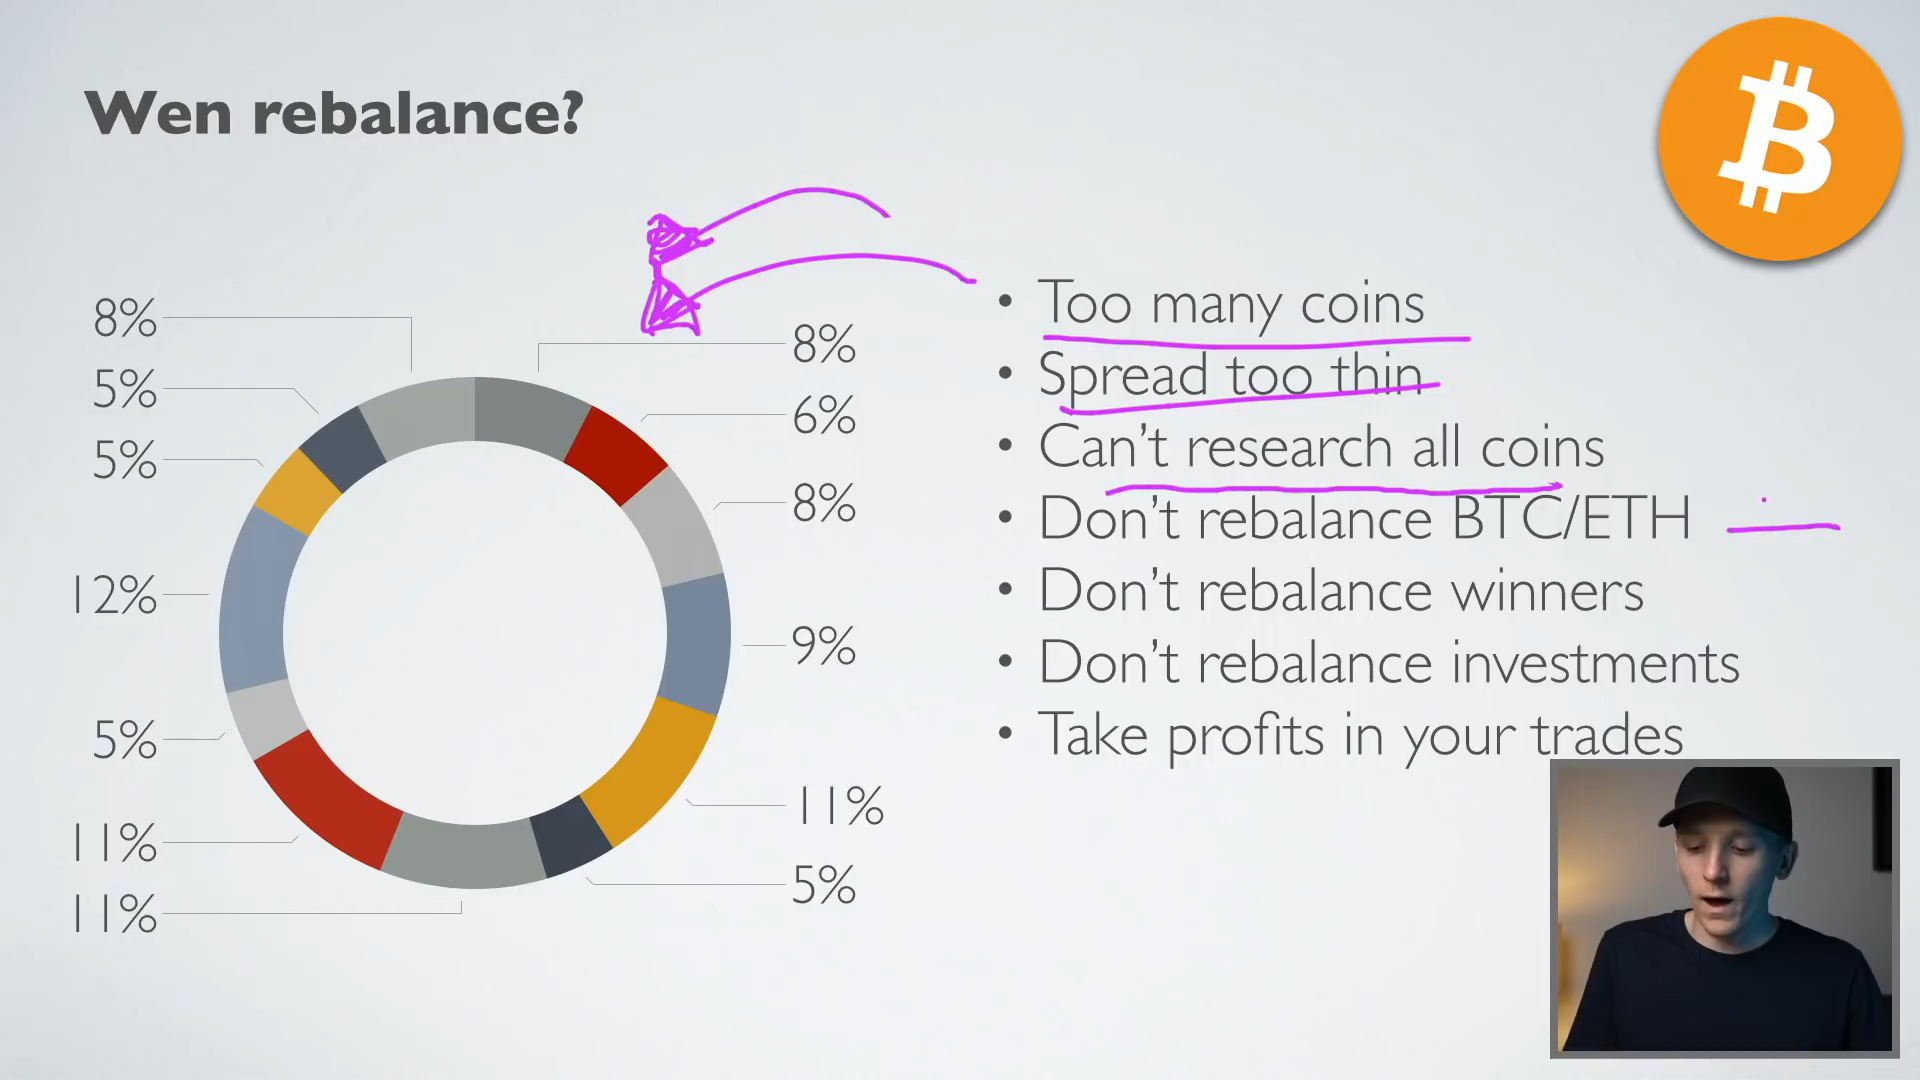 Wen rebalance?
8%
5%
5%
12%
5%
11%
11%
8%
6%
8%
9%
11%
5%
• Too many coins
• Spread too thin
• Can't research all coins
• Don't rebalance BTC/ETH
• Don't rebalance winners
• Don't rebalance investments
• Take profits in your trades